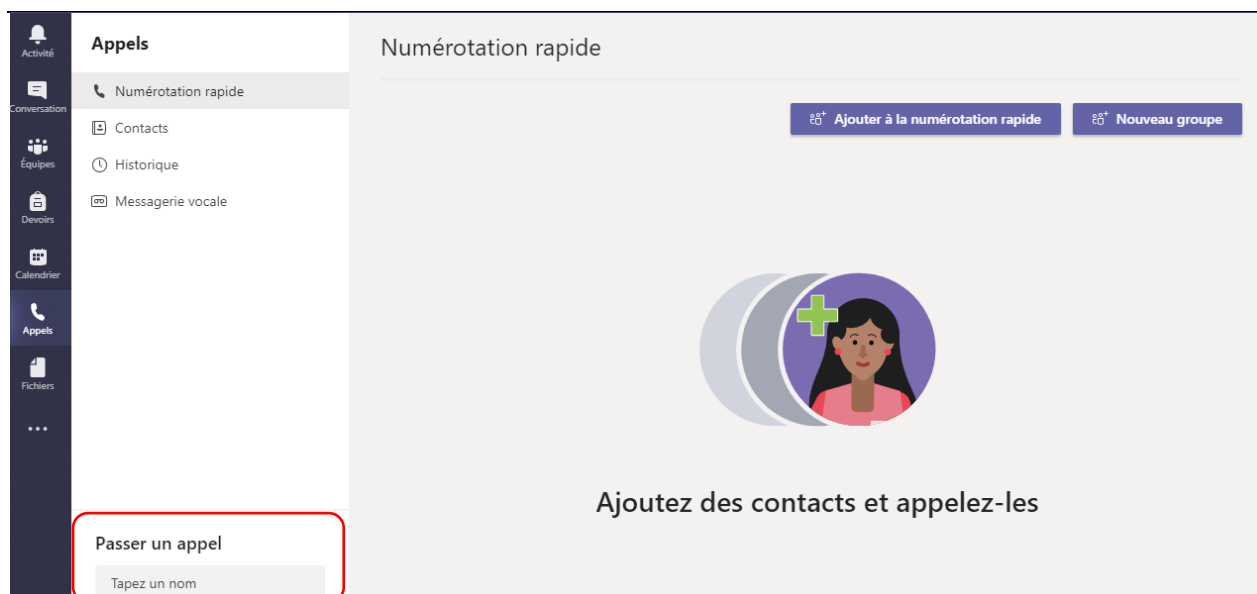 Activité
Conversation
Équipes
Devoirs
Calendrier
Appels
Fichiers
Appels
Numérotation rapide
Contacts
Historique
Messagerie vocale
Passer un appel
Tapez un nom
Numérotation rapide
Ajouter à la numérotation rapide
Nouveau groupe
Ajoutez des contacts et appelez-les